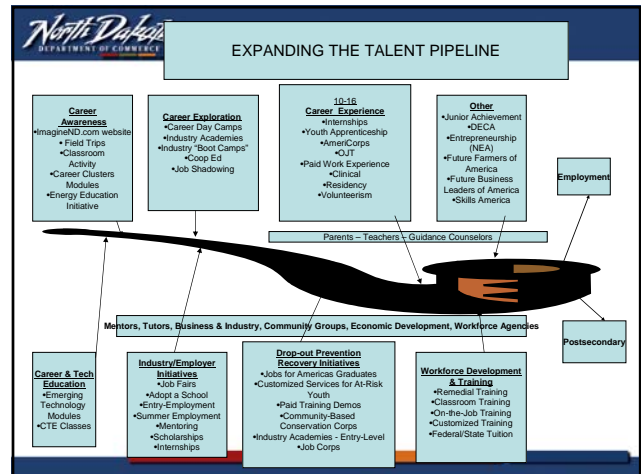 North Dakota
DEPARTMENT OF COMMERCE
EXPANDING THE TALENT PIPELINE
Career
Awareness
•ImagineND.com website
• Field Trips
•Classroom
Activity
•Career Clusters
Modules
•Energy Education
Initiative
Career Exploration
•Career Day Camps
•Industry Academies
•Industry "Boot Camps"
•Coop Ed
•Job Shadowing
10-16
Career Experience
•Internships
•Youth Apprenticeship
•AmeriCorps
•OJT
•Paid Work Experience
•Clinical
•Residency
•Volunteerism
Other
•Junior Achievement
•DECA
•Entrepreneurship
(NEA)
•Future Farmers of
America
•Future Business
Leaders of America
•Skills America
Employment
Parents – Teachers – Guidance Counselors
Mentors, Tutors, Business & Industry, Community Groups, Economic Development, Workforce Agencies
Postsecondary
Career & Tech
Education
•Emerging
Technology
Modules
•CTE Classes
Industry/Employer
Initiatives
•Job Fairs
•Adopt a School
•Entry-Employment
•Summer Employment
•Mentoring
•Scholarships
•Internships
Drop-out Prevention
Recovery Initiatives
•Jobs for Americas Graduates
•Customized Services for At-Risk
Youth
•Paid Training Demos
•Community-Based
Conservation Corps
•Industry Academies - Entry-Level
•Job Corps
Workforce Development
& Training
•Remedial Training
•Classroom Training
•On-the-Job Training
•Customized Training
•Federal/State Tuition